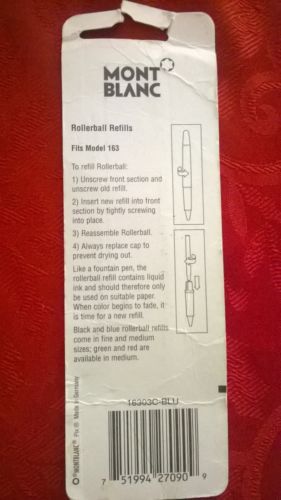 MONT
BLANC
Rollerball Refills
Fits Model 163
To refill Rollerball:
1) Unscrew front section and
unscrew old refill.
2) Insert new refill into front
section by tightly screwing
into place.
3) Reassemble Rollerball.
4) Always replace cap to
prevent drying out.
Like a fountain pen, the
rollerball refill contains liquid
ink and should therefore only
be used on suitable paper.
When color begins to fade, it
is time for a new refill.
Black and blue rollerball refills
come in fine and medium
sizes; green and red are
available in medium.
16303C-BLU
®MONTBLANC® Pix ® Made in Germany
7 51994 27090 9